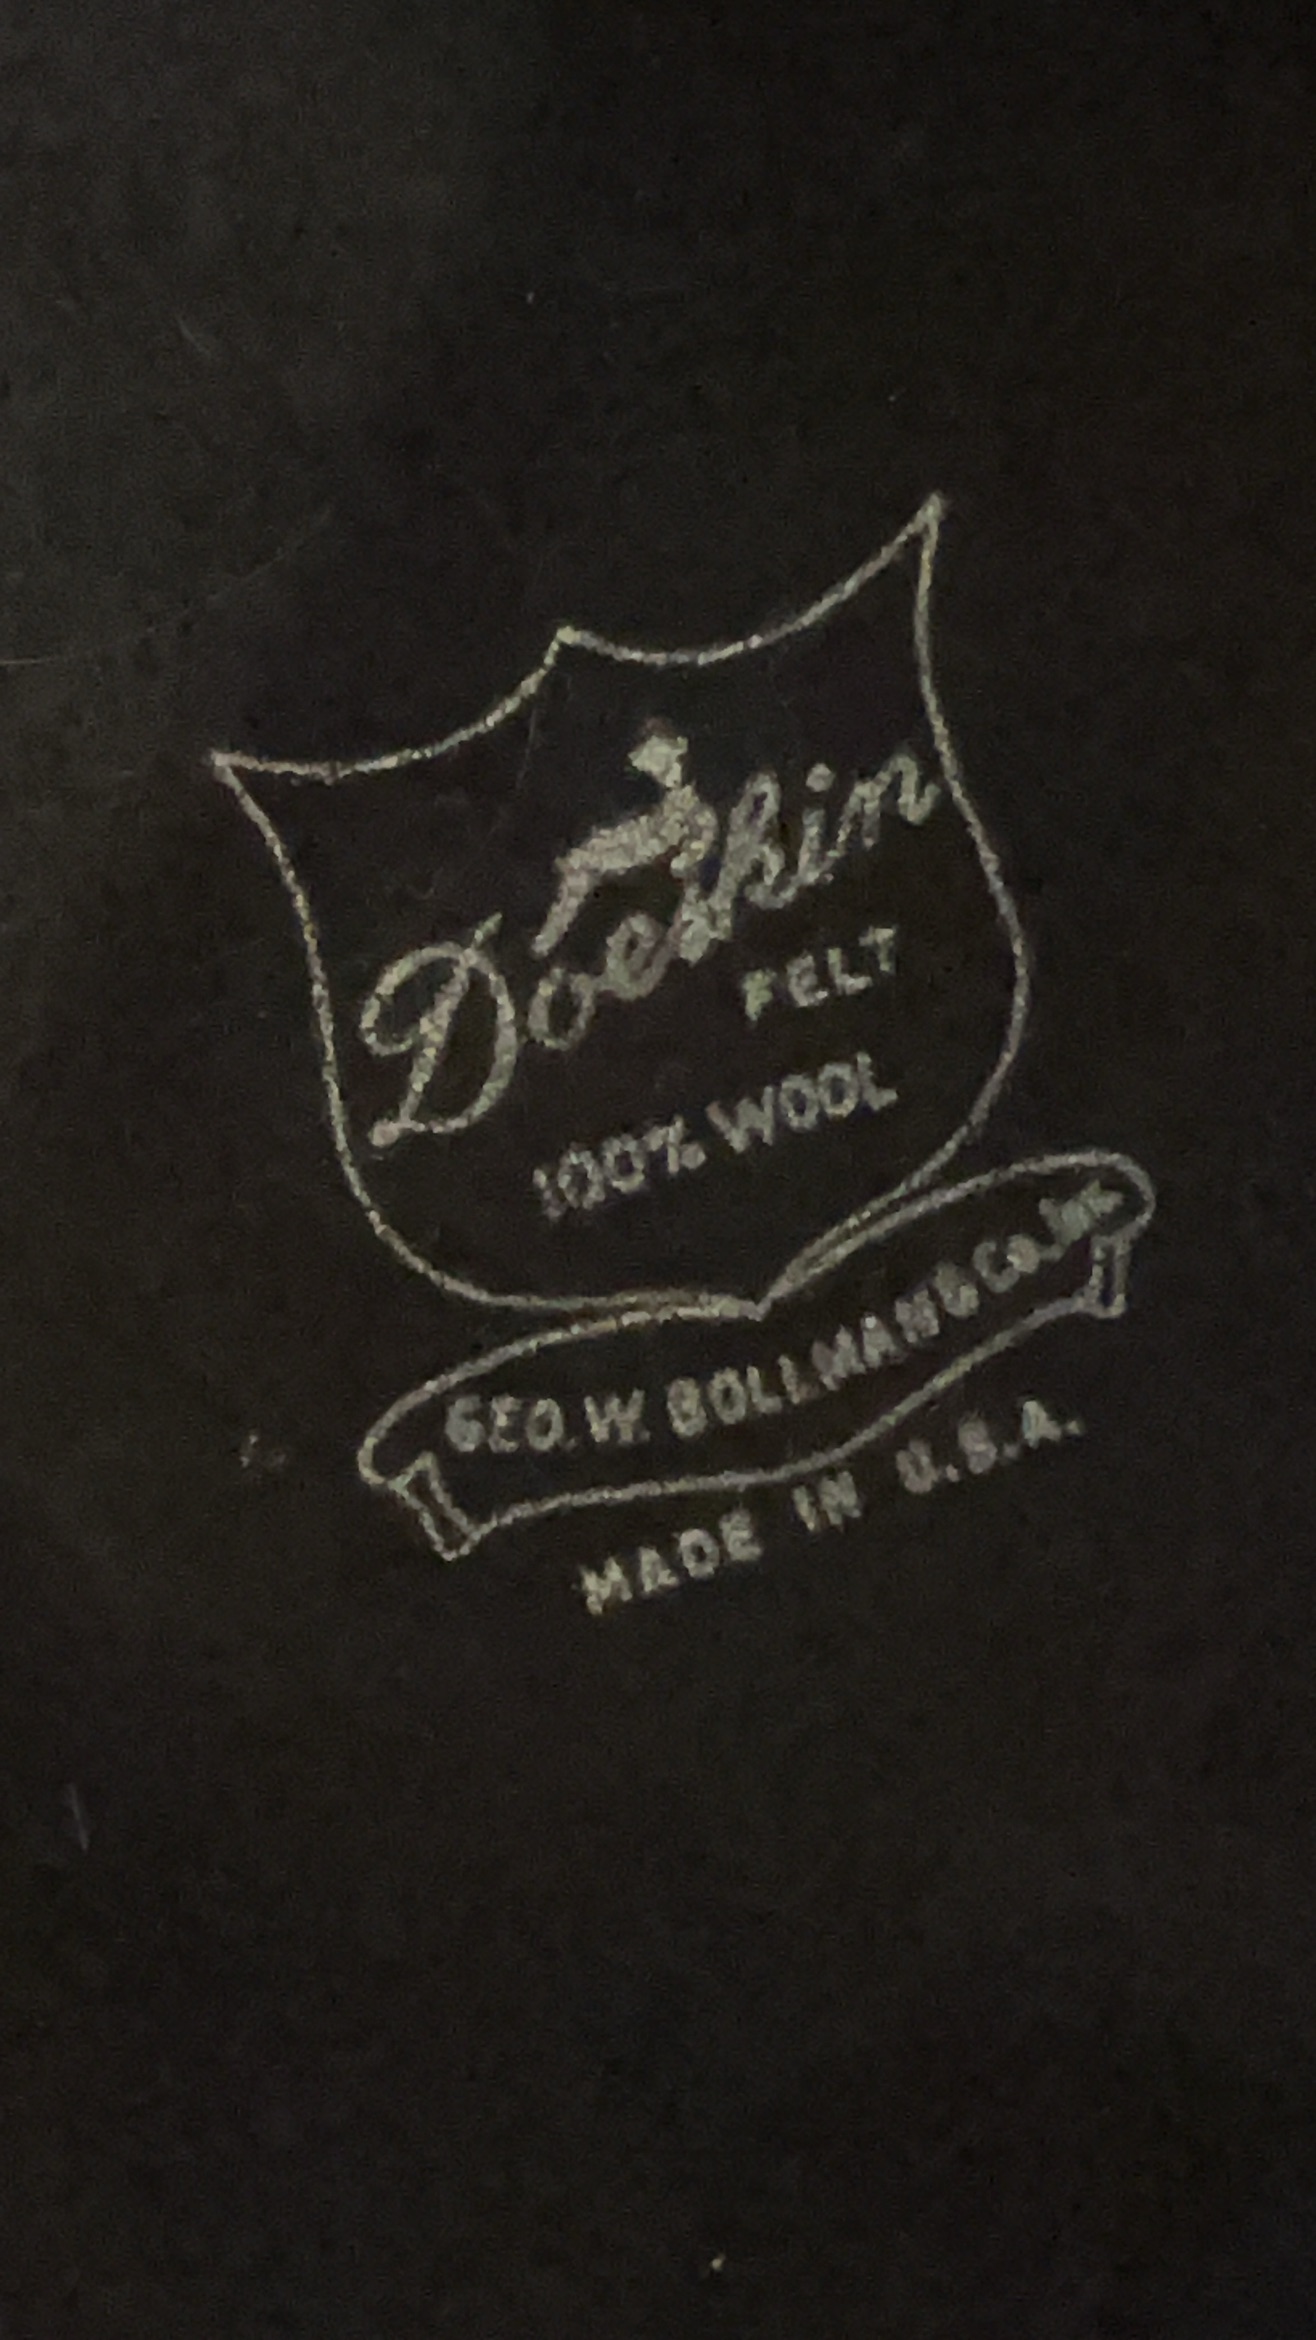 Doeskin
FELT
100% WOOL
GEO. W. BOLLMAN & Co. Inc.
MADE IN U.S.A.